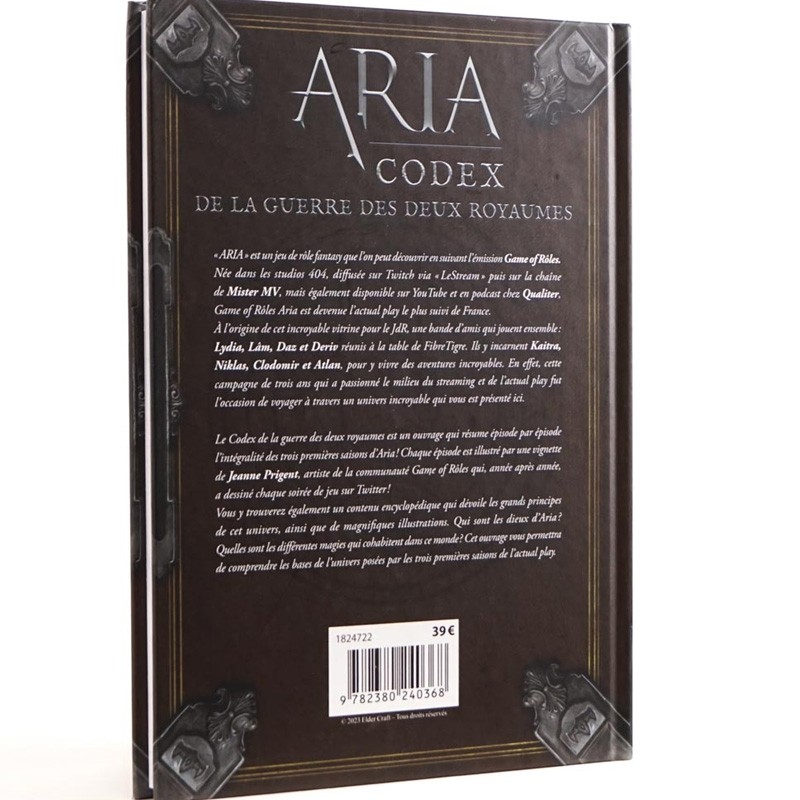 ARIA
CODEX
DE LA GUERRE DES DEUX ROYAUMES
« ARIA » est un jeu de rôle fantasy que l'on peut découvrir en suivant l'émission Game of Rôles.
Née dans les studios 404, diffusée sur Twitch via « LeStream » puis sur la chaîne
de Mister MV, mais également disponible sur YouTube et en podcast chez Qualiter,
Game of Rôles Aria est devenue l'actual play le plus suivi de France.
À l'origine de cet incroyable vitrine pour le JdR, une bande d'amis qui jouent ensemble :
Lydia, Lâm, Daz et Deriv réunis à la table de FibreTigre. Ils y incarnent Kaitra,
Niklas, Clodomir et Atlan, pour y vivre des aventures incroyables. En effet, cette
campagne de trois ans qui a passionné le milieu du streaming et de l'actual play fut
l'occasion de voyager à travers un univers incroyable qui vous est présenté ici.
Le Codex de la guerre des deux royaumes est un ouvrage qui résume épisode par épisode
l'intégralité des trois premières saisons d'Aria ! Chaque épisode est illustré par une vignette
de Jeanne Prigent, artiste de la communauté Game of Rôles qui, année après année,
a dessiné chaque soirée de jeu sur Twitter !
Vous y trouverez également un contenu encyclopédique qui dévoile les grands principes
de cet univers, ainsi que de magnifiques illustrations. Qui sont les dieux d'Aria ?
Quelles sont les différentes magies qui cohabitent dans ce monde ? Cet ouvrage vous permettra
de comprendre les bases de l'univers posées par les trois premières saisons de l'actual play.
1824722 39 €
9 782380 240368
© 2023 Elder Craft – Tous droits réservés